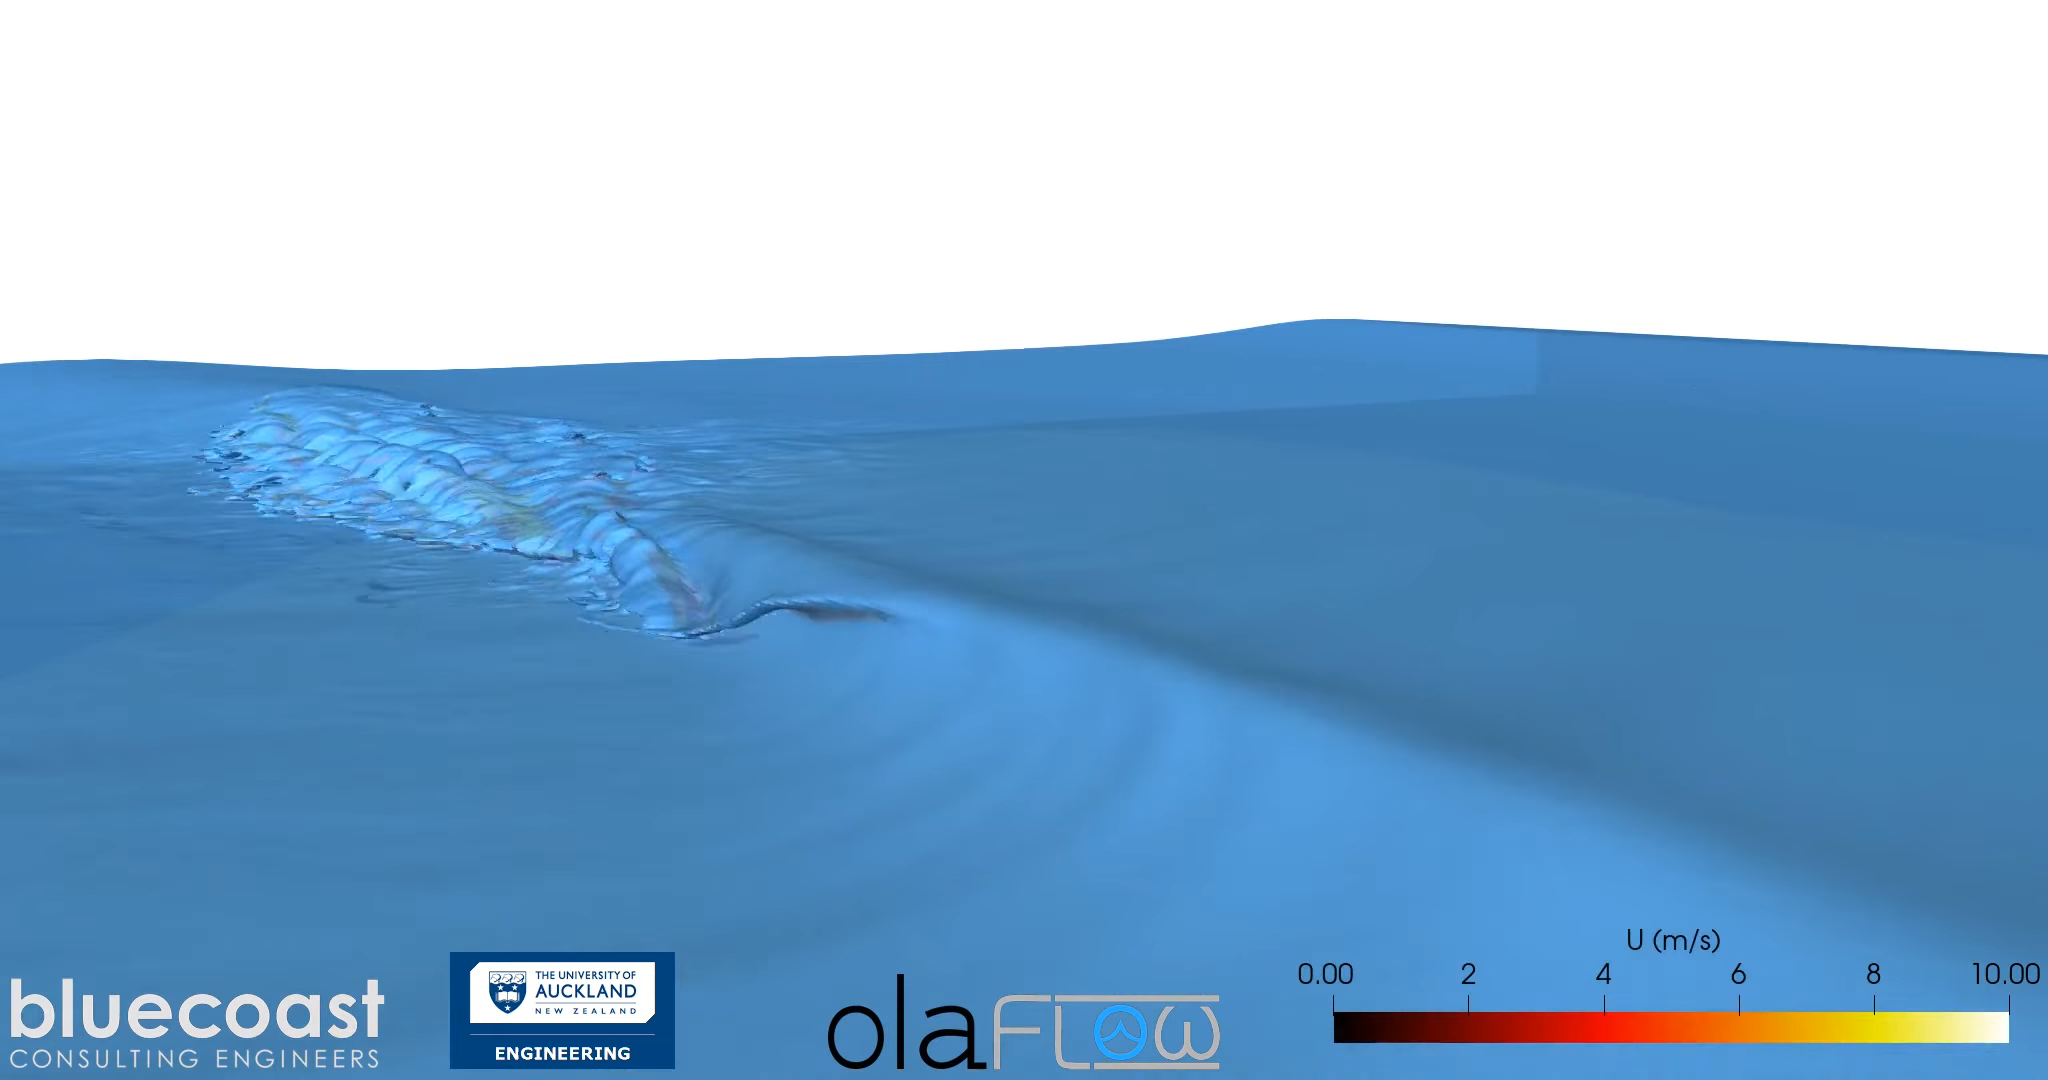 bluecoast
CONSULTING ENGINEERS
THE UNIVERSITY OF
AUCKLAND
NEW ZEALAND
ENGINEERING
olaFLOW
U (m/s)
0.00 2 4 6 8 10.00